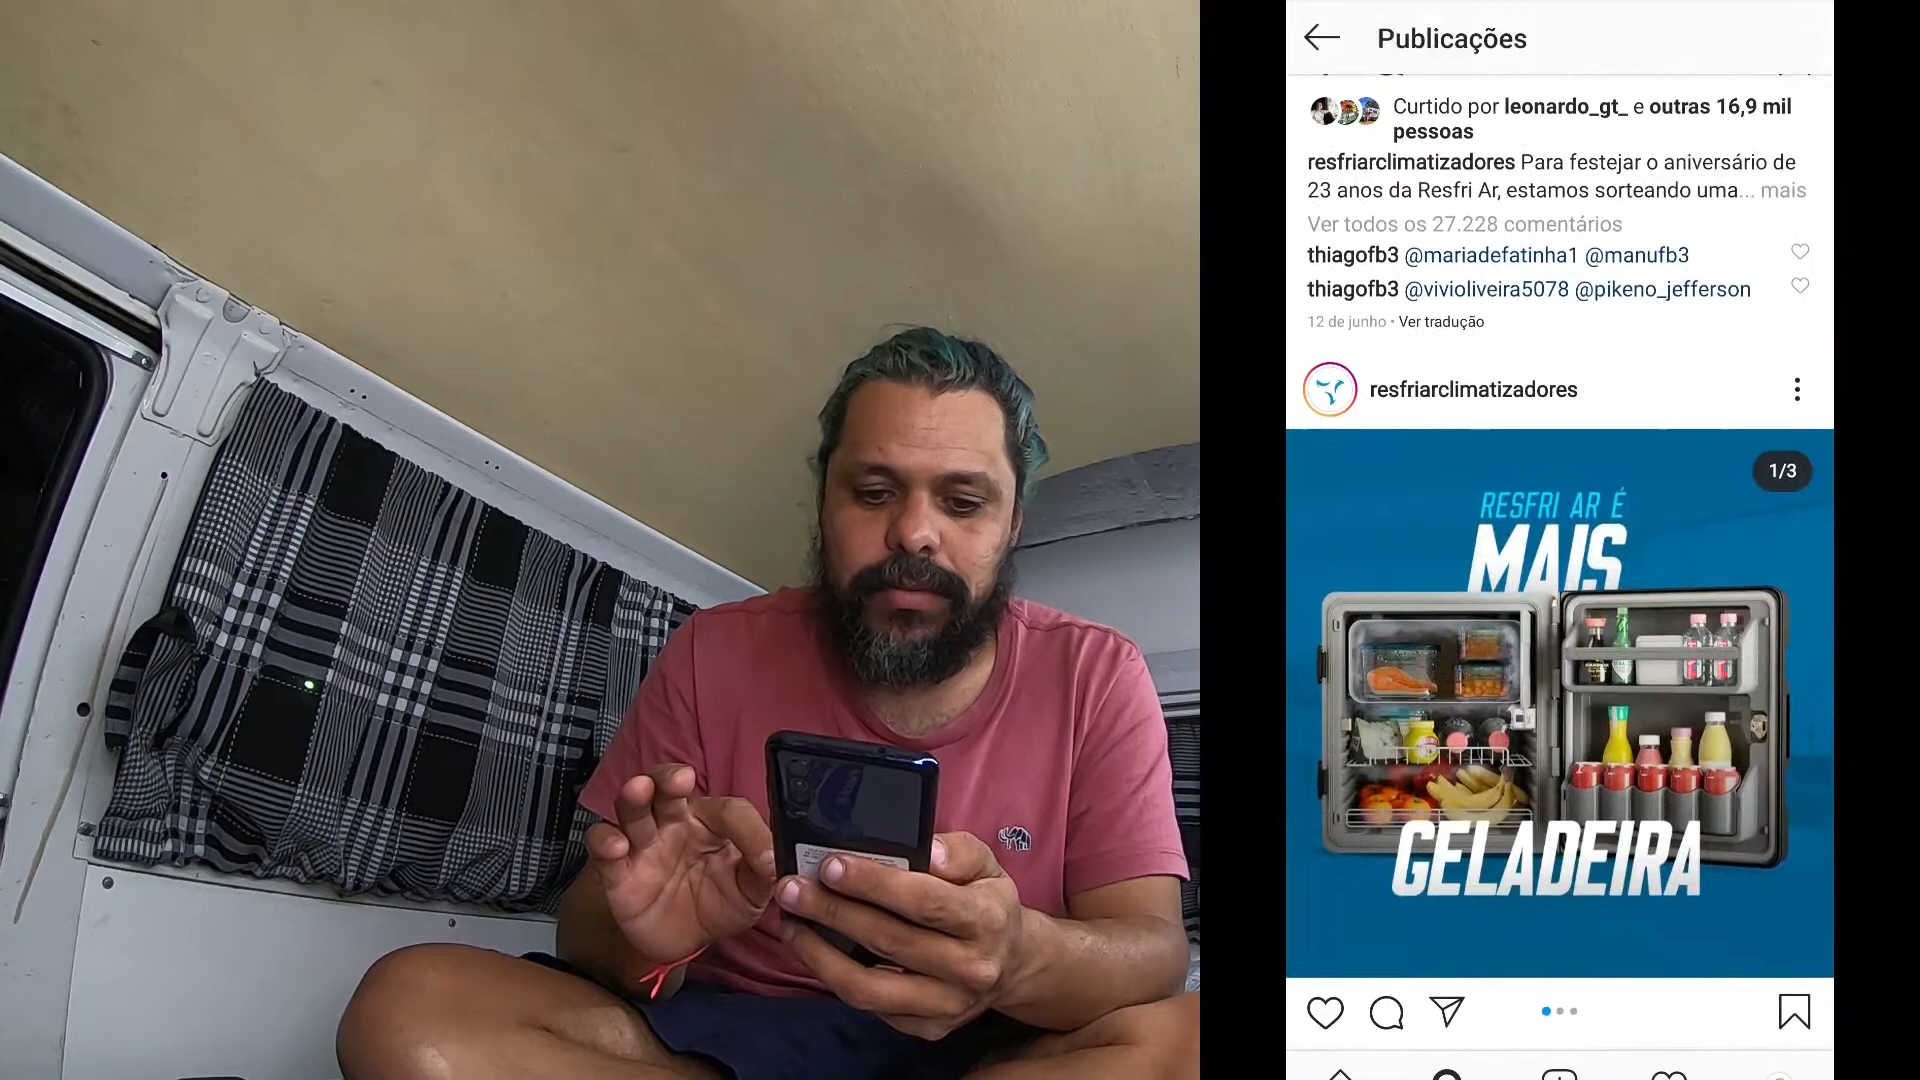 Publicações
Curtido por leonardo_gt_ e outras 16,9 mil
pessoas
resfriarclimatizadores Para festejar o aniversário de
23 anos da Resfri Ar, estamos sorteando uma... mais
Ver todos os 27.228 comentários
thiagofb3 @mariadefatinha1 @manufb3
thiagofb3 @vivioliveira5078 @pikeno_jefferson
12 de junho • Ver tradução
resfriarclimatizadores
1/3
RESFRI AR É
MAIS
GELADEIRA